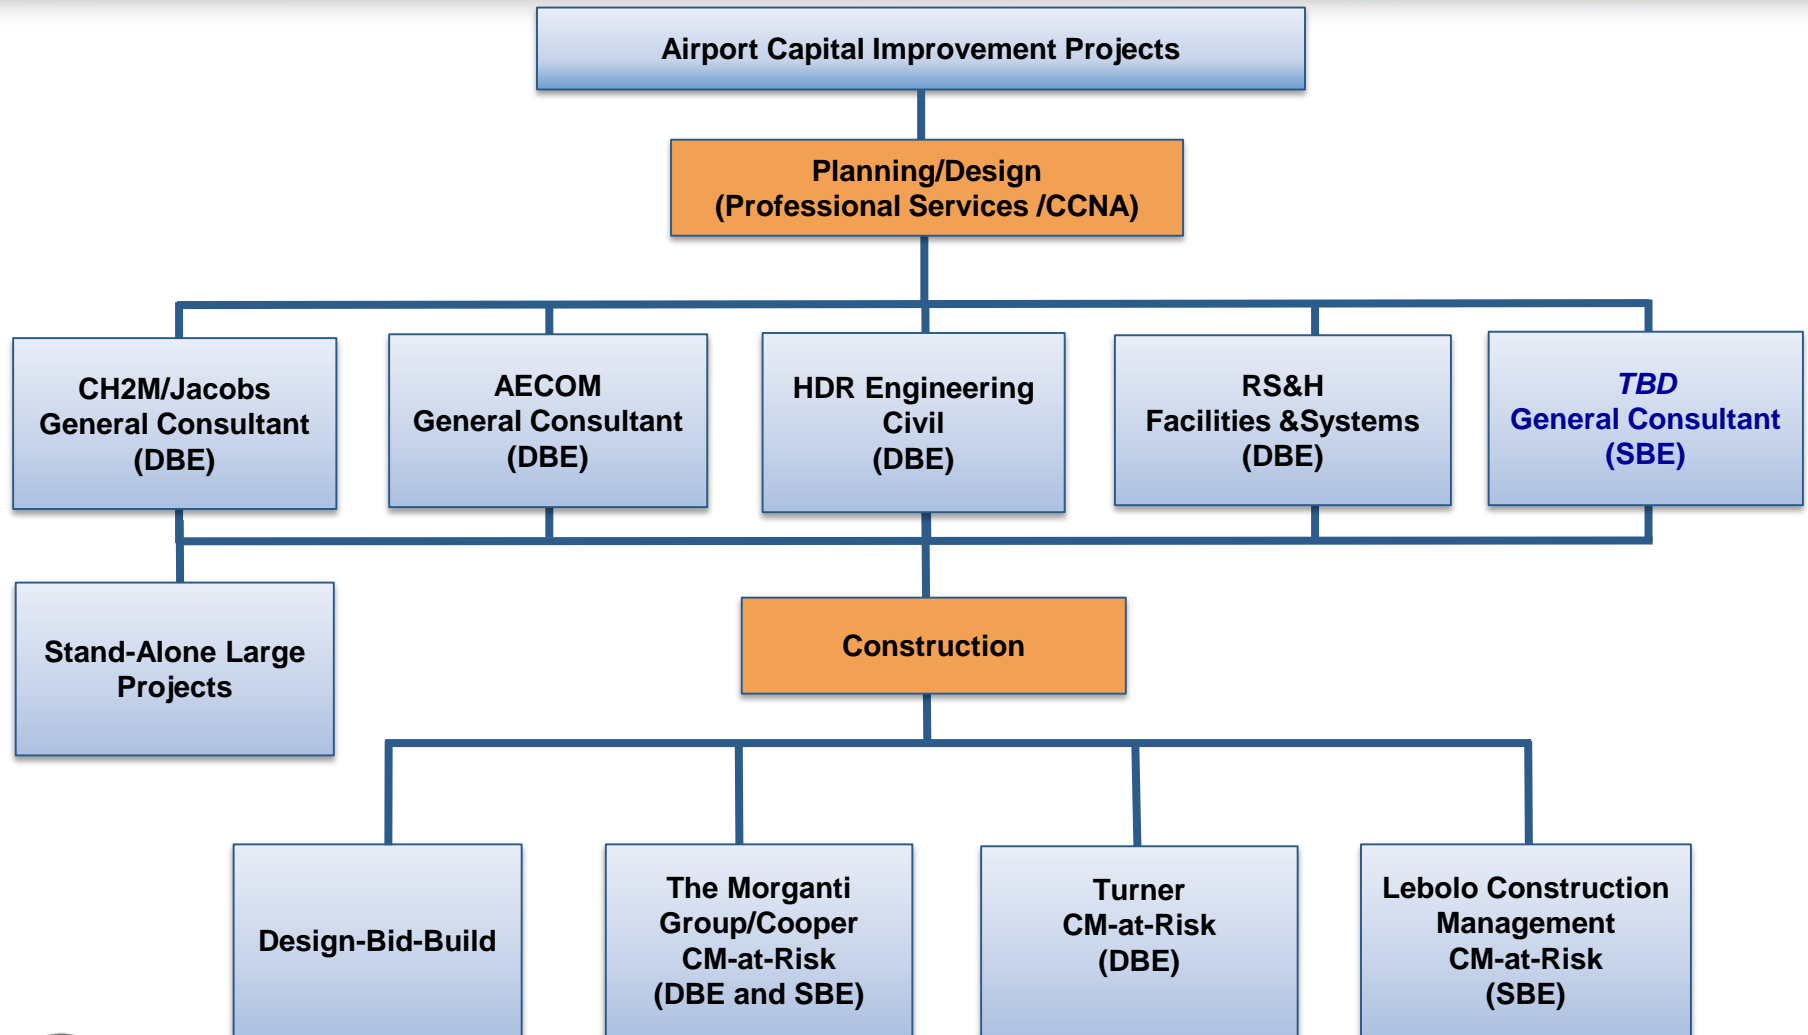 Airport Capital Improvement Projects
Planning/Design
(Professional Services /CCNA)
CH2M/Jacobs
General Consultant
(DBE)
AECOM
General Consultant
(DBE)
HDR Engineering
Civil
(DBE)
RS&H
Facilities &Systems
(DBE)
TBD
General Consultant
(SBE)
Stand-Alone Large
Projects
Construction
Design-Bid-Build
The Morganti
Group/Cooper
CM-at-Risk
(DBE and SBE)
Turner
CM-at-Risk
(DBE)
Lebolo Construction
Management
CM-at-Risk
(SBE)